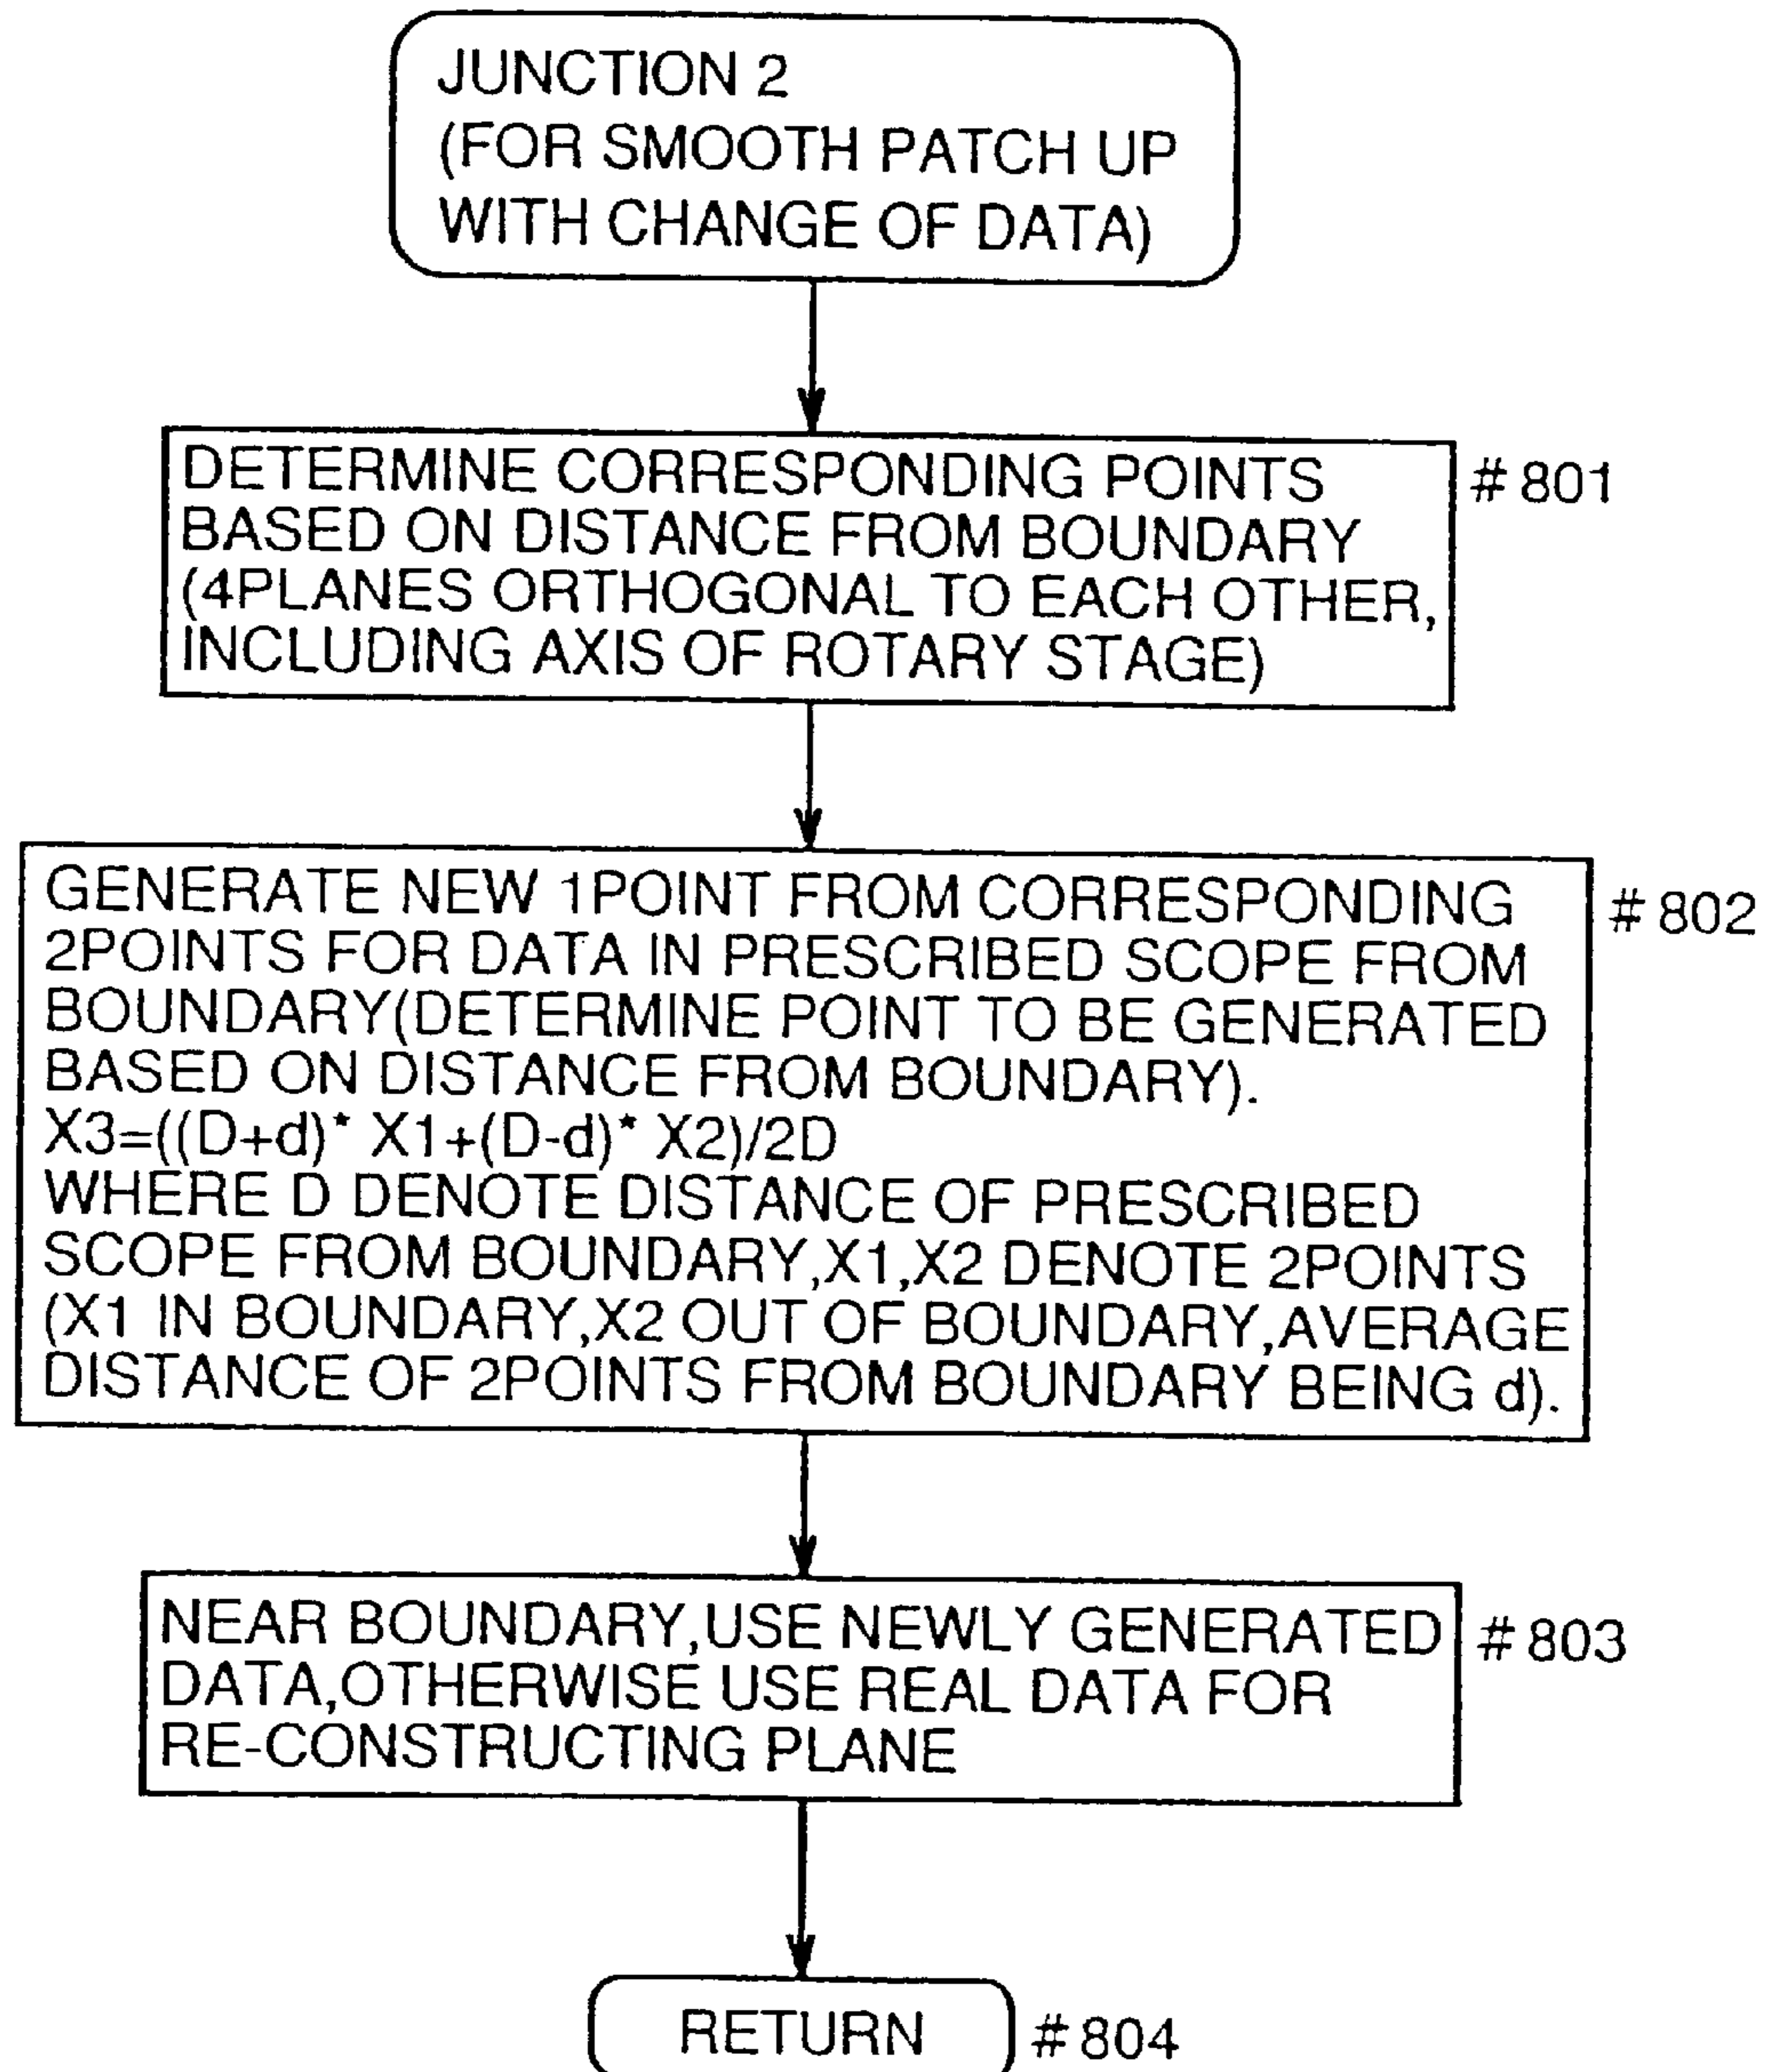 JUNCTION 2
(FOR SMOOTH PATCH UP
WITH CHANGE OF DATA)
DETERMINE CORRESPONDING POINTS
BASED ON DISTANCE FROM BOUNDARY
(4PLANES ORTHOGONAL TO EACH OTHER,
INCLUDING AXIS OF ROTARY STAGE)
#801
GENERATE NEW 1POINT FROM CORRESPONDING
2POINTS FOR DATA IN PRESCRIBED SCOPE FROM
BOUNDARY(DETERMINE POINT TO BE GENERATED
BASED ON DISTANCE FROM BOUNDARY).
X3=((D+d)* X1+(D-d)* X2)/2D
WHERE D DENOTE DISTANCE OF PRESCRIBED
SCOPE FROM BOUNDARY,X1,X2 DENOTE 2POINTS
(X1 IN BOUNDARY,X2 OUT OF BOUNDARY,AVERAGE
DISTANCE OF 2POINTS FROM BOUNDARY BEING d).
#802
NEAR BOUNDARY,USE NEWLY GENERATED
DATA,OTHERWISE USE REAL DATA FOR
RE-CONSTRUCTING PLANE
#803
RETURN
#804